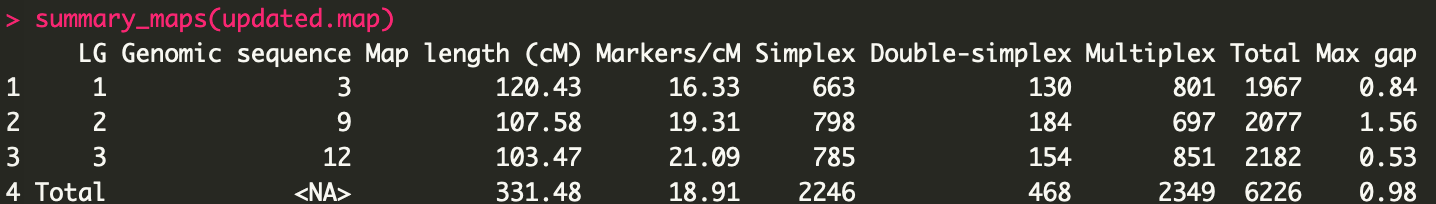 > summary_maps(updated.map)
LG Genomic sequence Map length (cM) Markers/cM Simplex Double-simplex Multiplex Total Max gap
1 1 3 120.43 16.33 663 130 801 1967 0.84
2 2 9 107.58 19.31 798 184 697 2077 1.56
3 3 12 103.47 21.09 785 154 851 2182 0.53
4 Total <NA> 331.48 18.91 2246 468 2349 6226 0.98